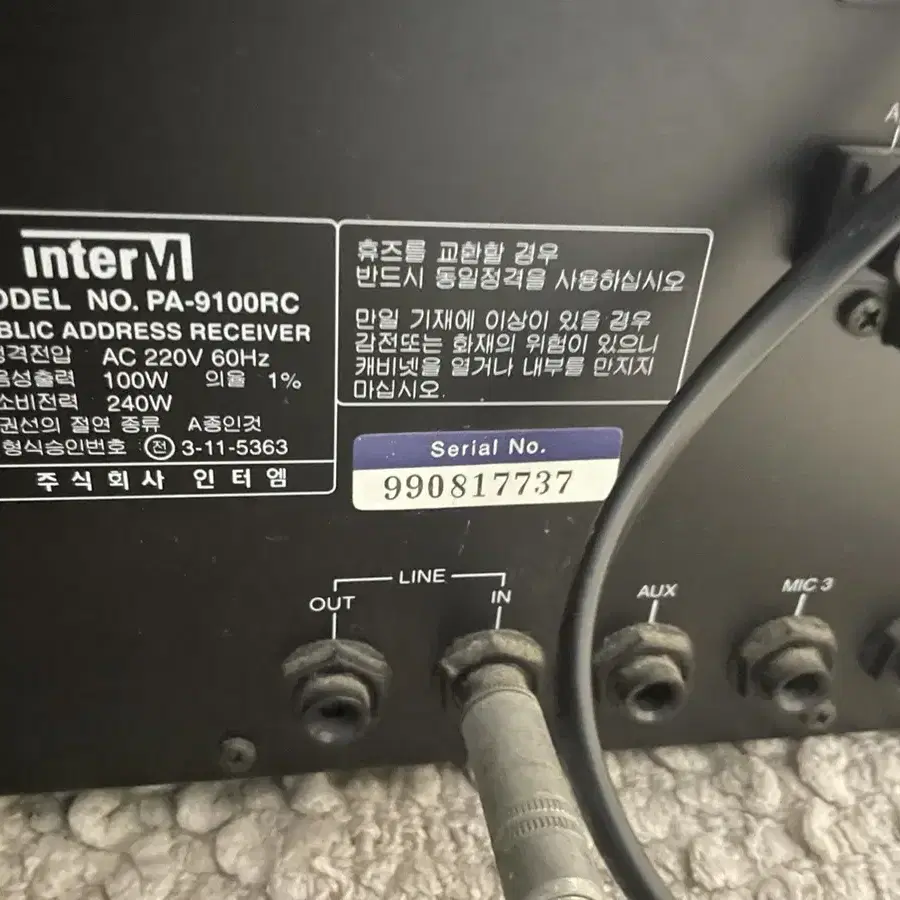 interM
ODEL NO. PA-9100RC
BLIC ADDRESS RECEIVER
격전압 AC 220V 60Hz
음성출력 100W 의율 1%
소비전력 240W
권선의 절연 종류 A종인것
형식승인번호 전 3-11-5363
주식회사 인터엠
휴즈를 교환할 경우
반드시 동일정격을 사용하십시오
만일 기재에 이상이 있을 경우
감전또는 화재의 위험이 있으니
캐비넷을 열거나 내부를 만지지
마십시오.
Serial No.
990817737
LINE
OUT
IN
AUX
MIC 3